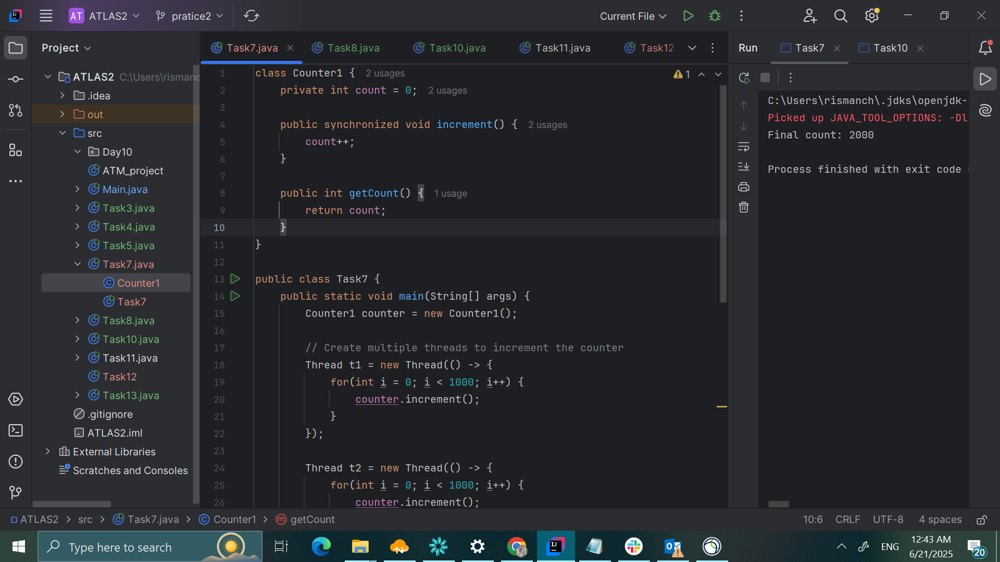 AT ATLAS2 pratice2 Current File
Project
Task7.java Task8.java Task10.java Task11.java Task12
Run Task7 Task10
ATLAS2 C:\Users\rismanc
.idea
out
src
Day10
ATM_project
Main.java
Task3.java
Task4.java
Task5.java
Task7.java
Counter1
Task7
Task8.java
Task10.java
Task11.java
Task12
Task13.java
.gitignore
ATLAS2.iml
External Libraries
Scratches and Consoles
1 class Counter1 { 2 usages
2 private int count = 0; 2 usages
3
4 public synchronized void increment() { 2 usages
5 count++;
6 }
7
8 public int getCount() { 1 usage
9 return count;
10 }
11 }
12
13 public class Task7 {
14 public static void main(String[] args) {
15 Counter1 counter = new Counter1();
16
17 // Create multiple threads to increment the counter
18 Thread t1 = new Thread(() -> {
19 for(int i = 0; i < 1000; i++) {
20 counter.increment();
21 }
22 });
23
24 Thread t2 = new Thread(() -> {
25 for(int i = 0; i < 1000; i++) {
26 counter.increment();
1
C:\Users\rismanch\.jdks\openjdk-
Picked up JAVA_TOOL_OPTIONS: -Dl
Final count: 2000
Process finished with exit code
ATLAS2 > src > Task7.java > Counter1 > getCount
10:6 CRLF UTF-8 4 spaces
Type here to search
ENG
12:43 AM
6/21/2025
20